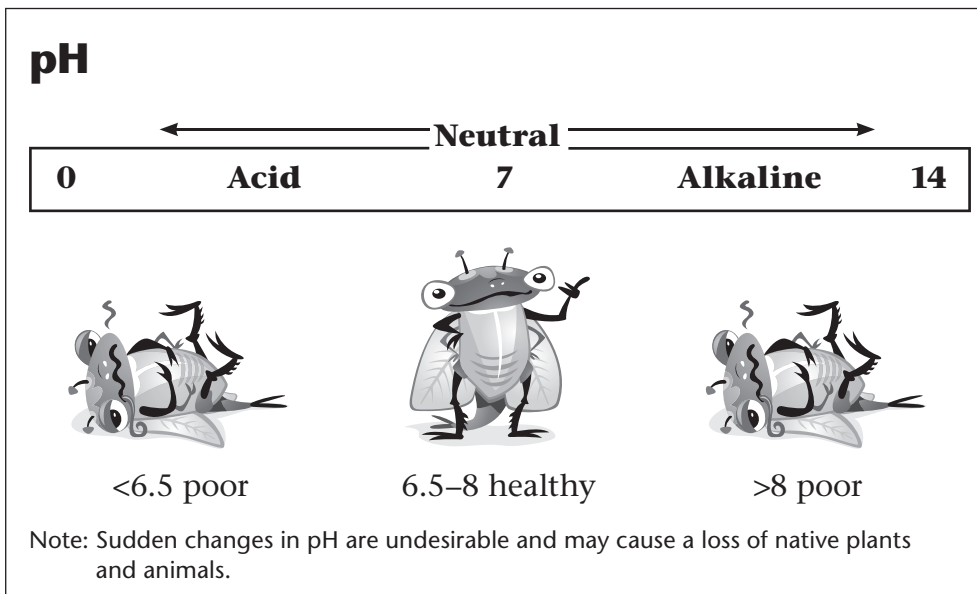 pH
Neutral
0 Acid 7 Alkaline 14
<6.5 poor 6.5–8 healthy >8 poor
Note: Sudden changes in pH are undesirable and may cause a loss of native plants
and animals.